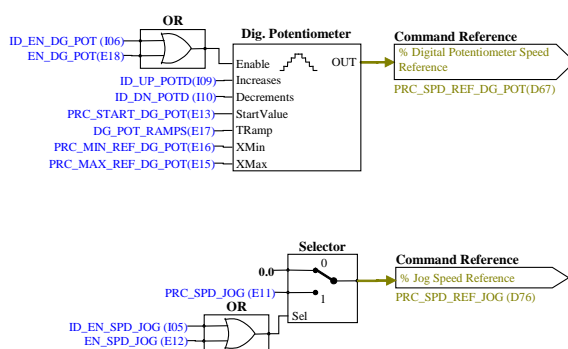 OR
Dig. Potentiometer
Command Reference
ID_EN_DG_POT (I06)
EN_DG_POT(E18)
Enable
OUT
% Digital Potentiometer Speed
Reference
ID_UP_POTD(I09)
Increases
PRC_SPD_REF_DG_POT(D67)
ID_DN_POTD (I10)
Decrements
PRC_START_DG_POT(E13)
StartValue
DG_POT_RAMPS(E17)
TRamp
PRC_MIN_REF_DG_POT(E16)
XMin
PRC_MAX_REF_DG_POT(E15)
XMax
Selector
Command Reference
0.0
0
% Jog Speed Reference
PRC_SPD_JOG (E11)
1
PRC_SPD_REF_JOG (D76)
OR
Sel
ID_EN_SPD_JOG(I05)
EN_SPD_JOG(E12)